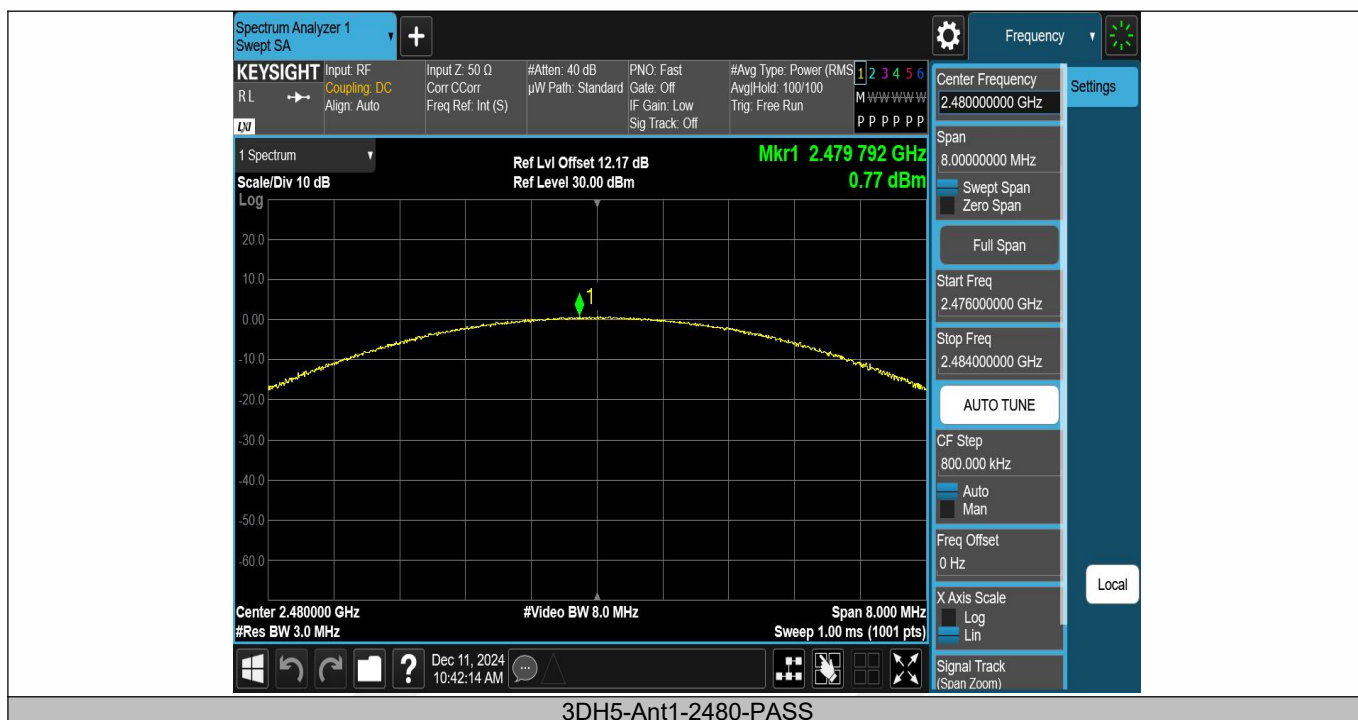 Spectrum Analyzer 1
Swept SA
Frequency
KEYSIGHT
RL
LXI
Input: RF
Coupling: DC
Align: Auto
Input Z: 50 Ω
Corr CCorr
Freq Ref: Int (S)
#Atten: 40 dB
µW Path: Standard
PNO: Fast
Gate: Off
IF Gain: Low
Sig Track: Off
#Avg Type: Power (RMS
Avg|Hold: 100/100
Trig: Free Run
1 2 3 4 5 6
M W W W W W
P P P P P P
1 Spectrum
Scale/Div 10 dB
Log
Ref Lvl Offset 12.17 dB
Ref Level 30.00 dBm
Mkr1 2.479 792 GHz
0.77 dBm
20.0
10.0
0.00
-10.0
-20.0
-30.0
-40.0
-50.0
-60.0
1
Center 2.480000 GHz
#Res BW 3.0 MHz
#Video BW 8.0 MHz
Span 8.000 MHz
Sweep 1.00 ms (1001 pts)
Dec 11, 2024
10:42:14 AM
Center Frequency
2.480000000 GHz
Settings
Span
8.00000000 MHz
Swept Span
Zero Span
Full Span
Start Freq
2.476000000 GHz
Stop Freq
2.484000000 GHz
AUTO TUNE
CF Step
800.000 kHz
Auto
Man
Freq Offset
0 Hz
X Axis Scale
Log
Lin
Local
Signal Track
(Span Zoom)
3DH5-Ant1-2480-PASS